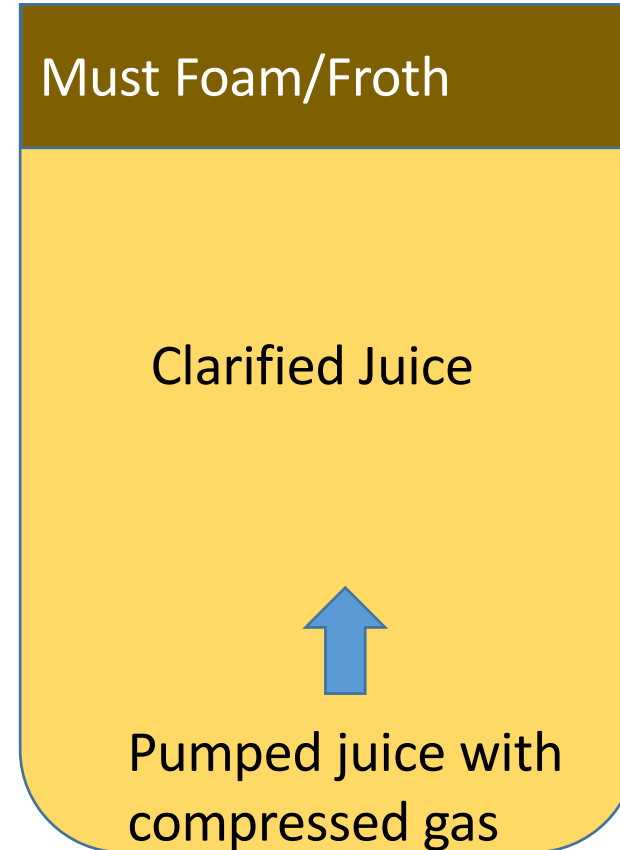 Must Foam/Froth
Clarified Juice
Pumped juice with
compressed gas